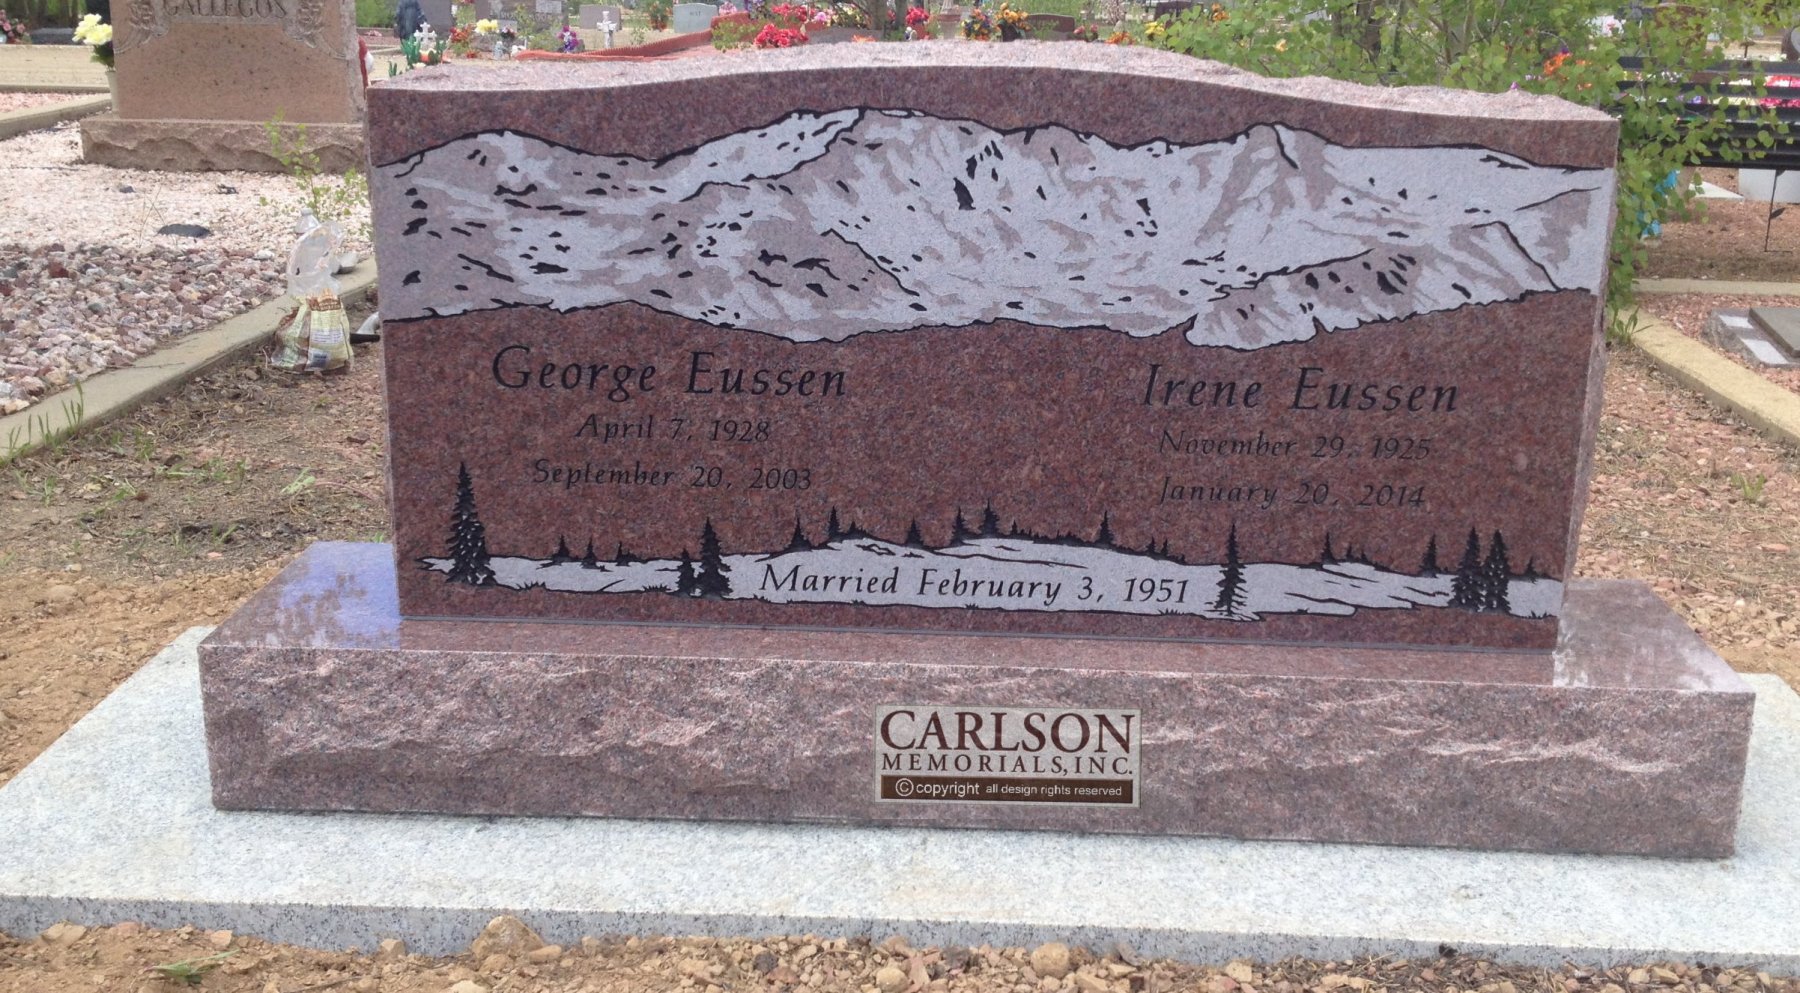 GALLEGOS
George Eussen
April 7, 1928
September 20, 2003
Irene Eussen
November 29, 1925
January 20, 2014
Married February 3, 1951
CARLSON
MEMORIALS, INC.
© copyright all design rights reserved